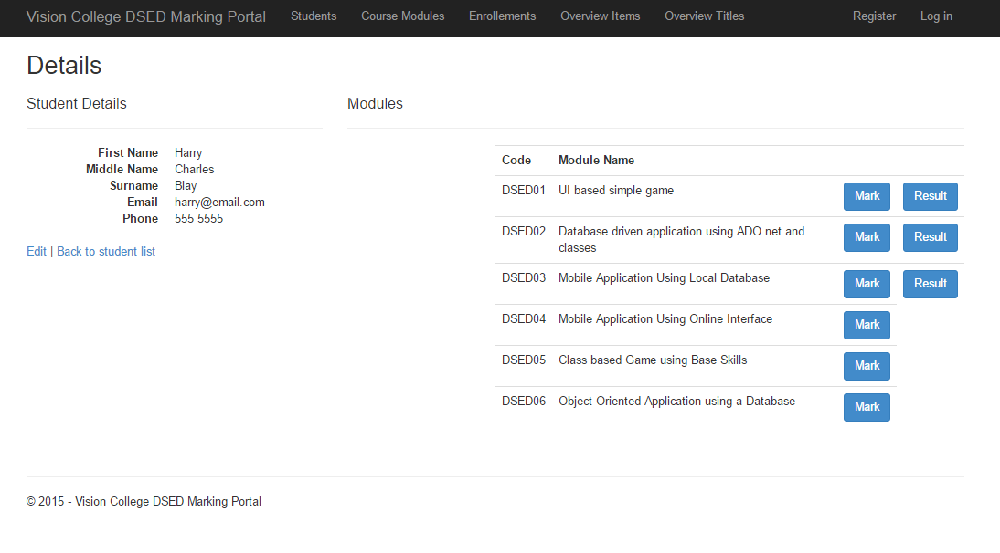 Vision College DSED Marking Portal Students Course Modules Enrollements Overview Items Overview Titles Register Log in
Details
Student Details
First Name Harry
Middle Name Charles
Surname Blay
Email harry@email.com
Phone 555 5555
Edit | Back to student list
Modules
Code Module Name
DSED01 UI based simple game Mark Result
DSED02 Database driven application using ADO.net and Mark Result
classes
DSED03 Mobile Application Using Local Database Mark Result
DSED04 Mobile Application Using Online Interface Mark
DSED05 Class based Game using Base Skills Mark
DSED06 Object Oriented Application using a Database Mark
© 2015 - Vision College DSED Marking Portal